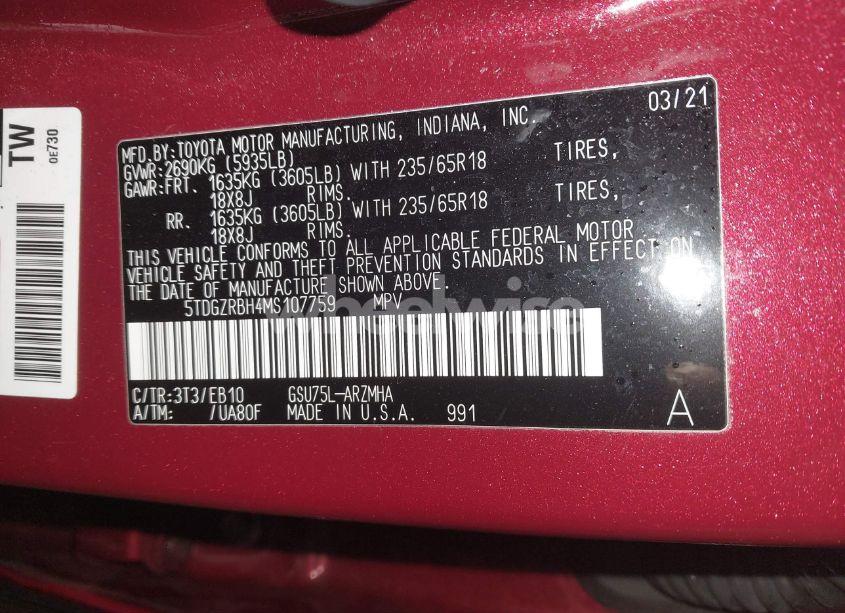 TW
0E730
03/21
MFD.BY:TOYOTA MOTOR MANUFACTURING, INDIANA, INC.
GVWR:2690KG (5935LB)
GAWR:FRT. 1635KG (3605LB) WITH 235/65R18 TIRES,
18X8J RIMS.
RR. 1635KG (3605LB) WITH 235/65R18 TIRES,
18X8J RIMS.
THIS VEHICLE CONFORMS TO ALL APPLICABLE FEDERAL MOTOR
VEHICLE SAFETY AND THEFT PREVENTION STANDARDS IN EFFECT ON
THE DATE OF MANUFACTURE SHOWN ABOVE.
5TDGZRBH4MS107759 MPV
wheelwise
C/TR:3T3/EB10 GSU75L-ARZMHA
A/TM: /UA80F MADE IN U.S.A. 991
A